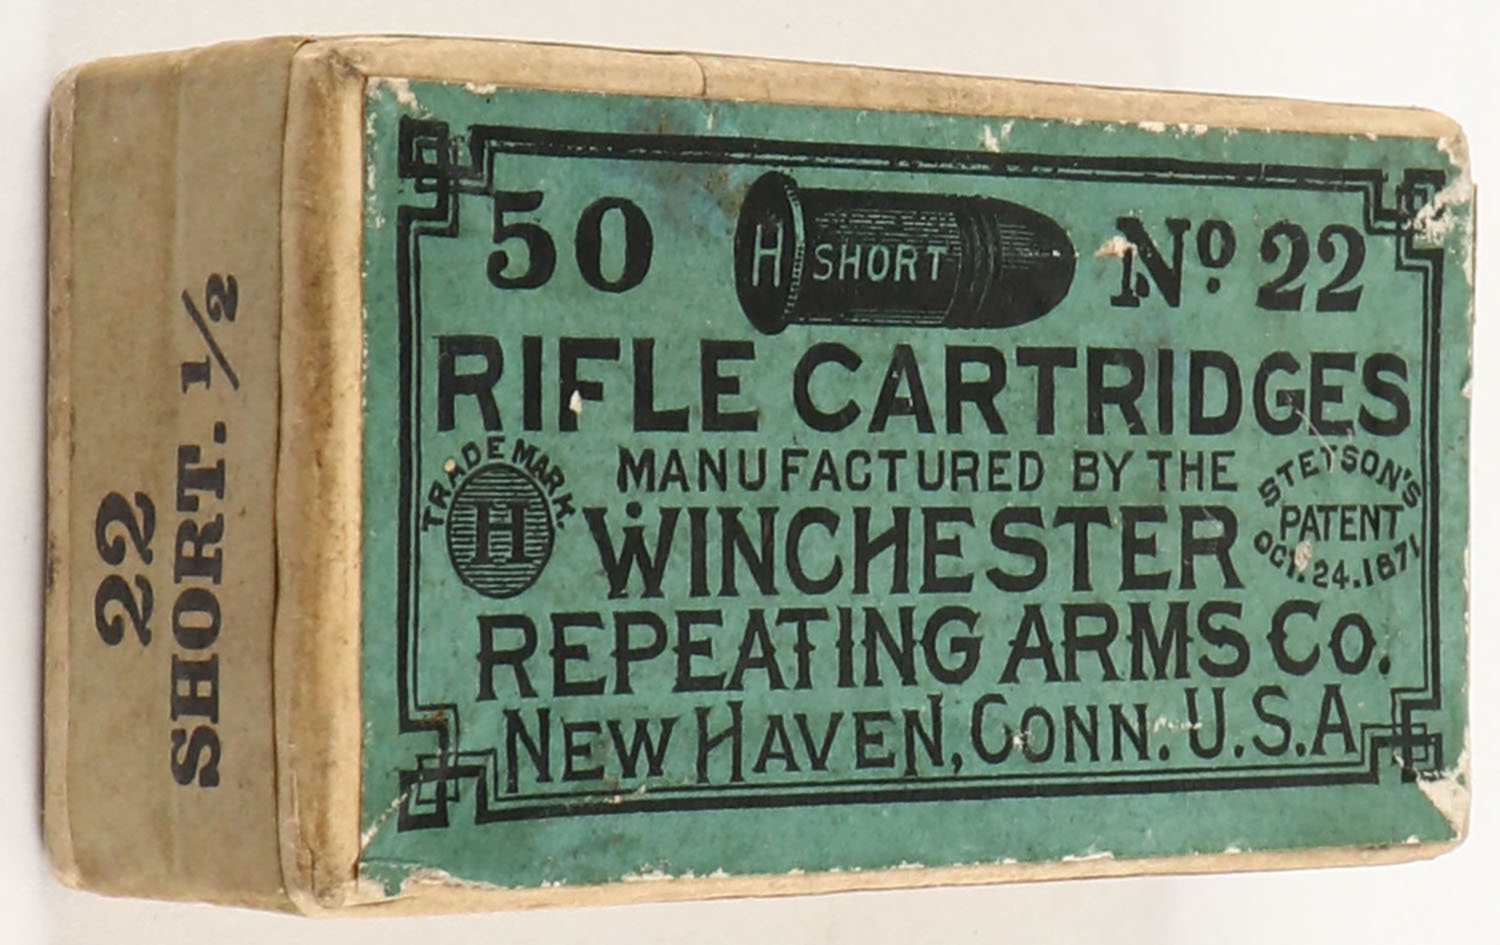 50 H SHORT No 22
RIFLE CARTRIDGES
MANUFACTURED BY THE
WINCHESTER
REPEATING ARMS CO.
NEW HAVEN, CONN. U.S.A.
TRADE MARK.
H
STETSON'S
PATENT
OCT. 24. 1871
22
SHORT. 1/2